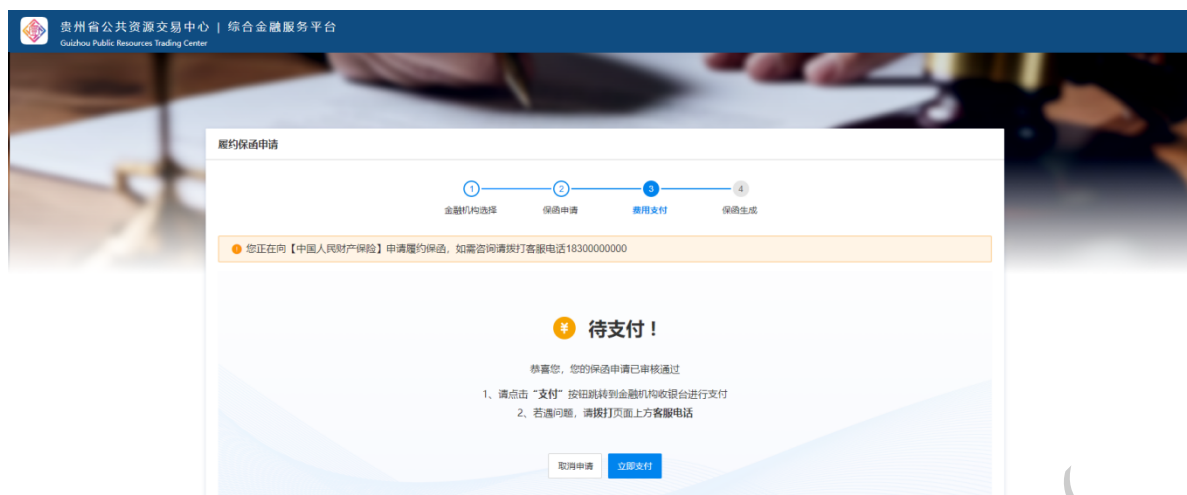 贵州省公共资源交易中心 | 综合金融服务平台
Guizhou Public Resources Trading Center
履约保函申请
1 2 3 4
金融机构选择 保函申请 费用支付 保函生成
您正在向【中国人民财产保险】申请履约保函，如需咨询请拨打客服电话18300000000
¥ 待支付！
恭喜您，您的保函申请已审核通过
1、请点击“支付”按钮跳转到金融机构收银台进行支付
2、若遇问题，请拨打页面上方客服电话
取消申请 立即支付